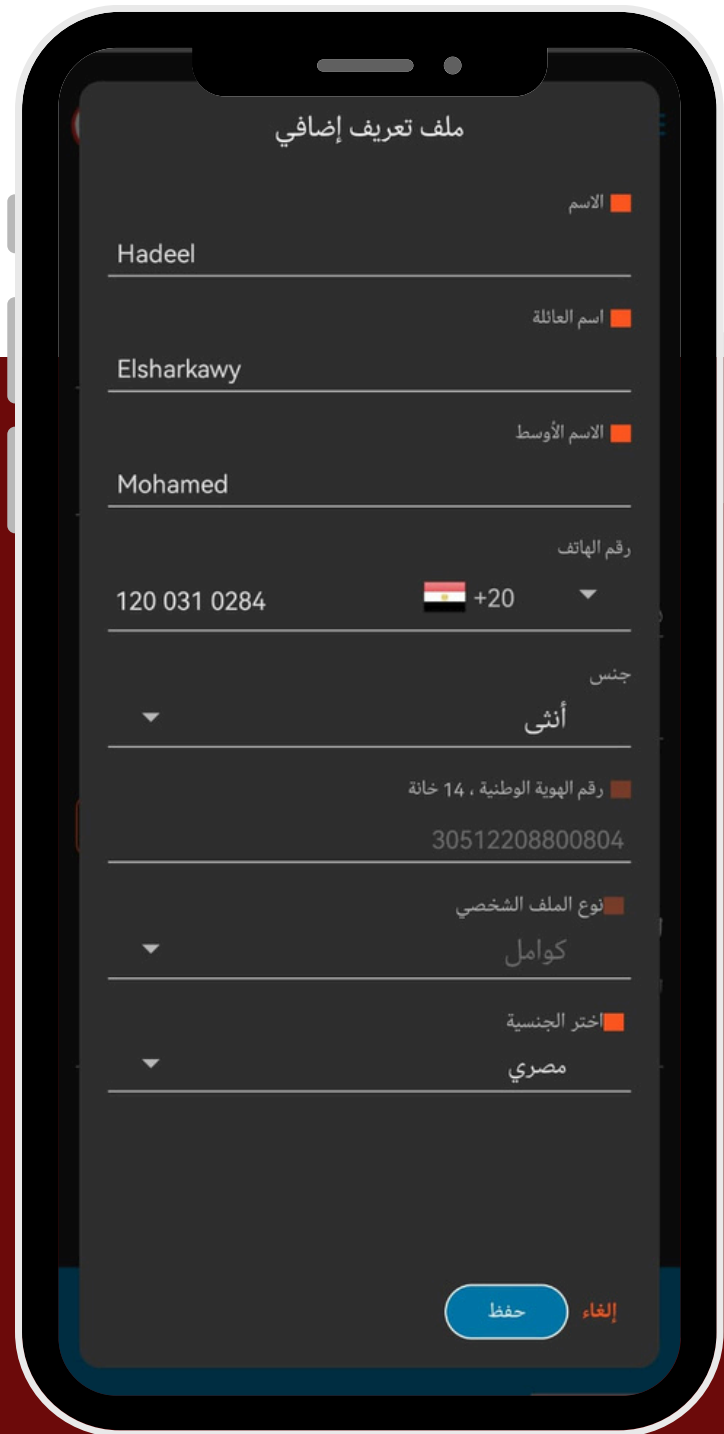 ملف تعريف إضافي
الاسم
Hadeel
اسم العائلة
Elsharkawy
الاسم الأوسط
Mohamed
رقم الهاتف
120 031 0284 +20
جنس
أنثى
رقم الهوية الوطنية ، 14 خانة
30512208800804
نوع الملف الشخصي
كوامل
اختر الجنسية
مصري
إلغاء حفظ